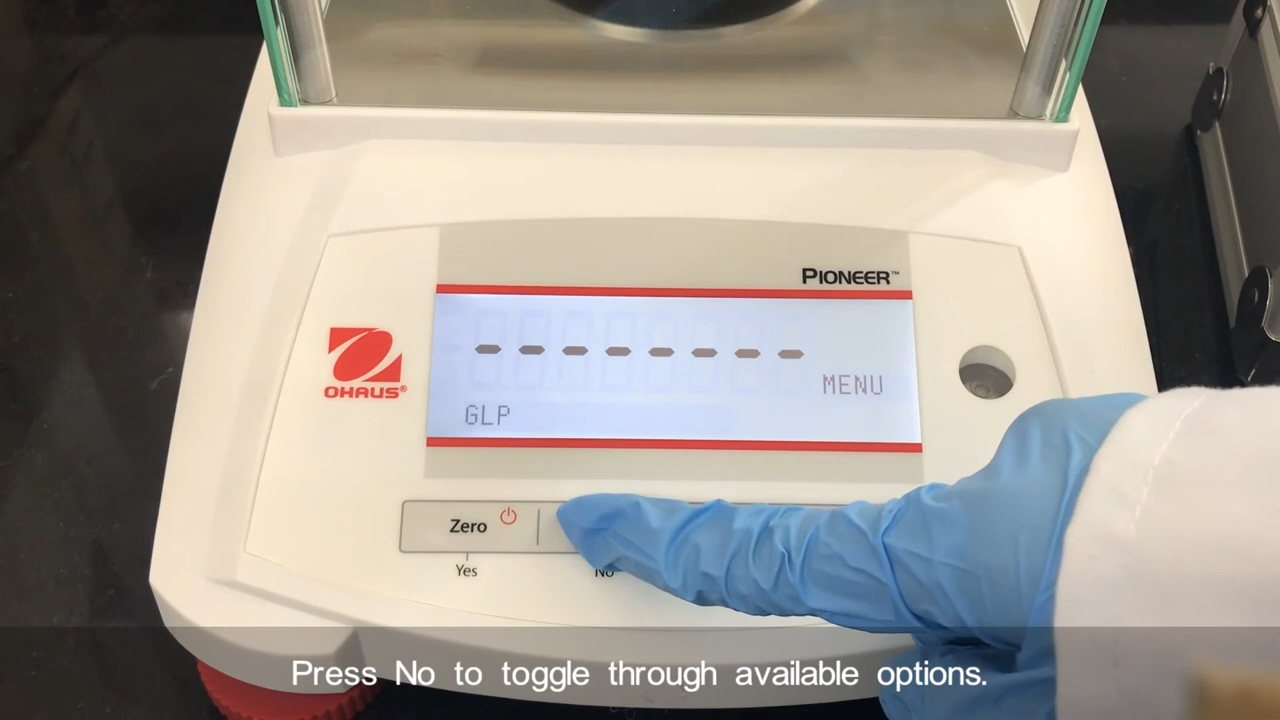 PIONEER™
OHAUS®
--------
MENU
GLP
Zero
Yes
No
Press No to toggle through available options.